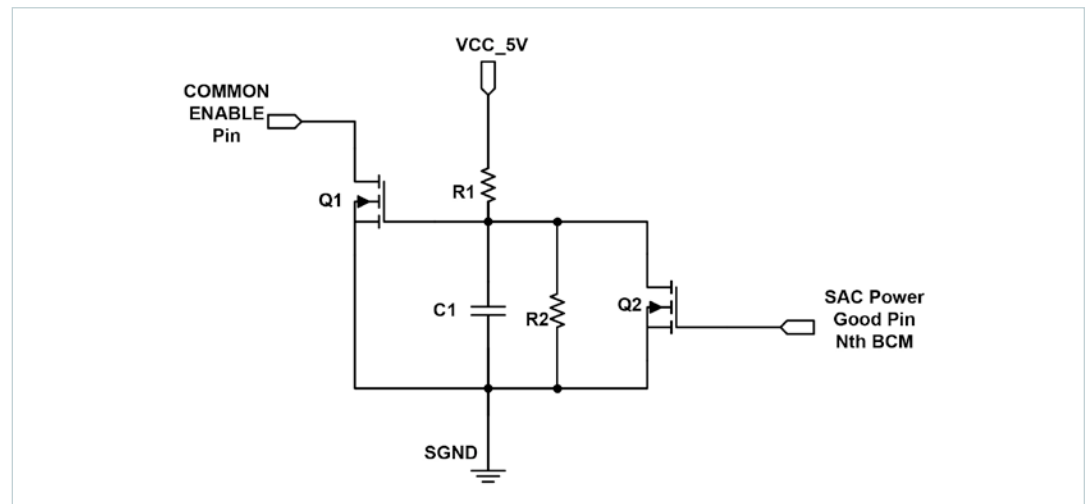 VCC_5V
COMMON
ENABLE
Pin
R1
Q1
C1
R2
Q2
SAC Power
Good Pin
Nth BCM
SGND